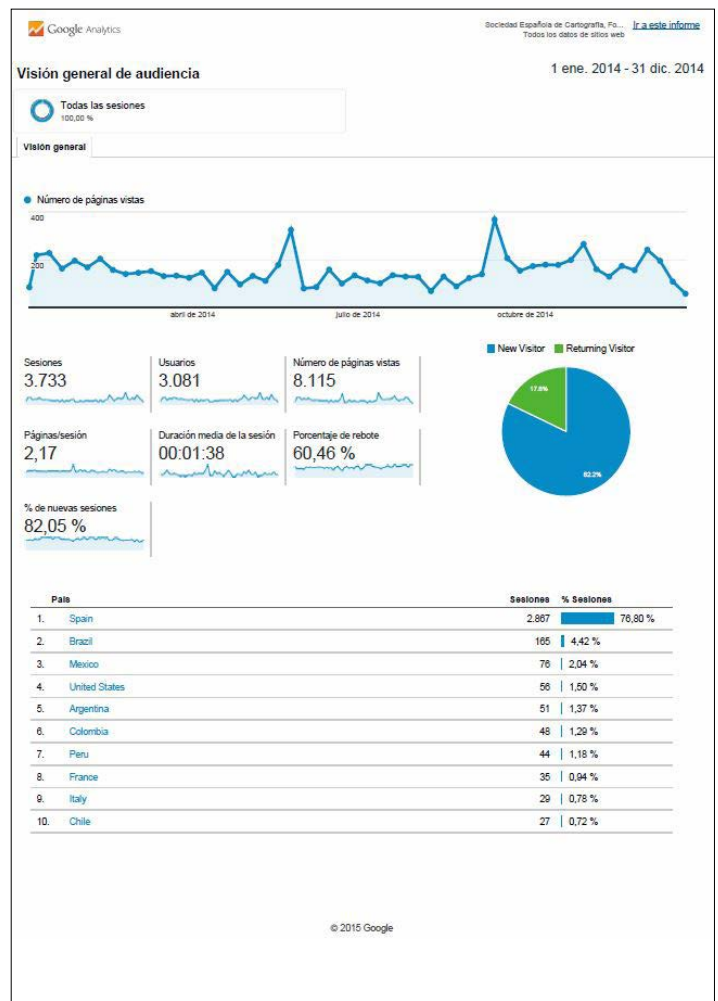 Google Analytics
Sociedad Española de Cartografía, Fo...
Todos los datos de sitios web
Ir a este informe
Visión general de audiencia
1 ene. 2014 - 31 dic. 2014
Todas las sesiones
100,00 %
Visión general
Número de páginas vistas
400
200
abril de 2014
julio de 2014
octubre de 2014
Sesiones
3.733
Usuarios
3.081
Número de páginas vistas
8.115
Páginas/sesión
2,17
Duración media de la sesión
00:01:38
Porcentaje de rebote
60,46 %
% de nuevas sesiones
82,05 %
New Visitor Returning Visitor
17.8%
82.2%
País Sesiones % Sesiones
1. Spain 2.867 76,80 %
2. Brazil 165 4,42 %
3. Mexico 76 2,04 %
4. United States 56 1,50 %
5. Argentina 51 1,37 %
6. Colombia 48 1,29 %
7. Peru 44 1,18 %
8. France 35 0,94 %
9. Italy 29 0,78 %
10. Chile 27 0,72 %
© 2015 Google